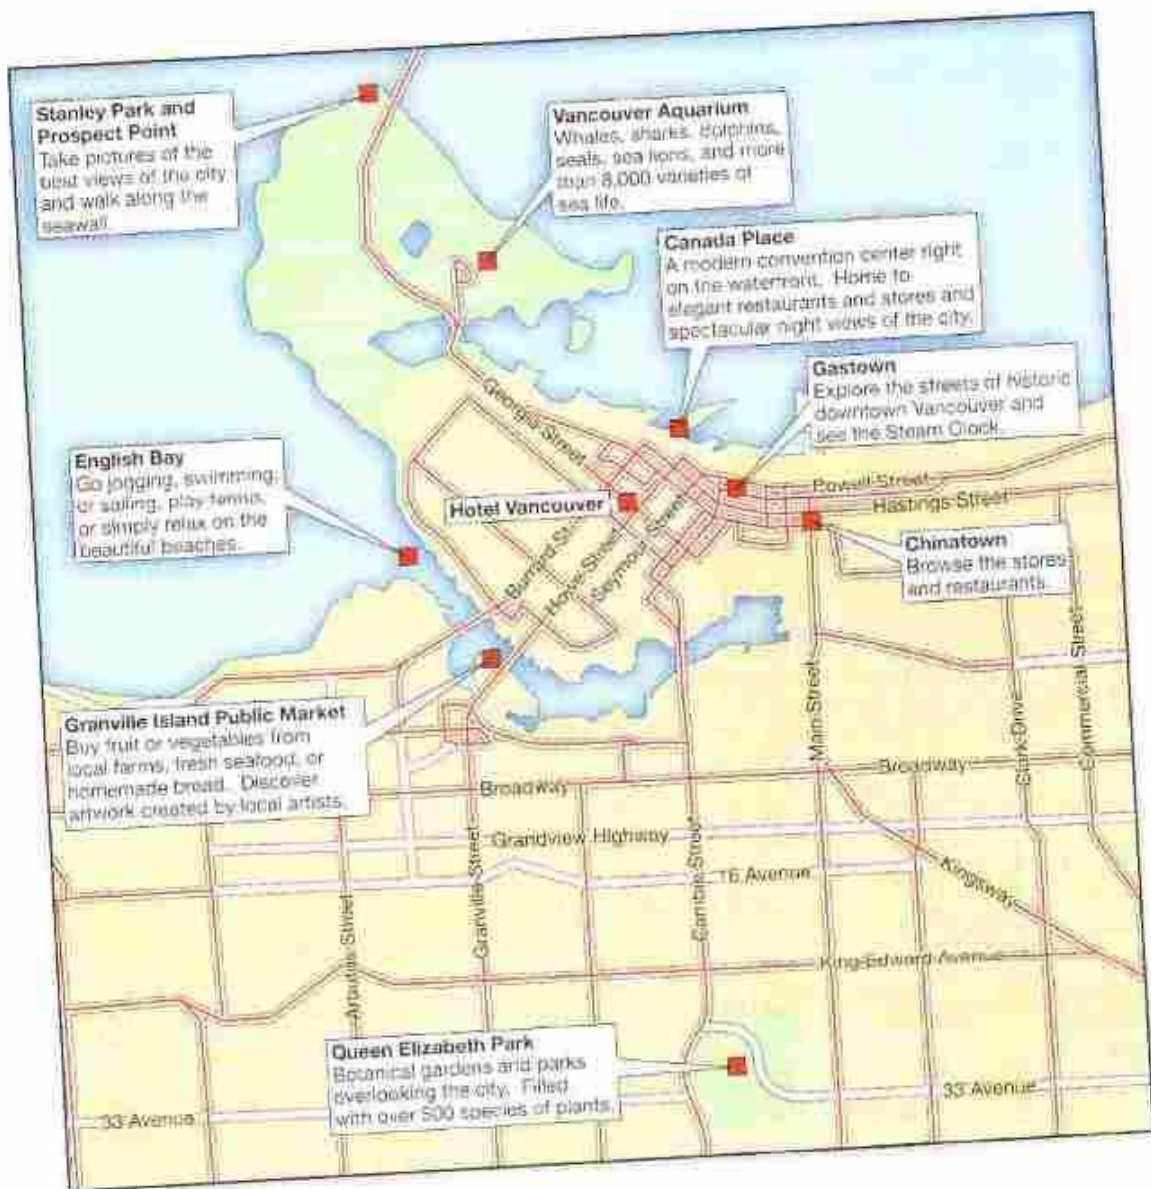 Stanley Park and
Prospect Point
Take pictures of the
best views of the city
and walk along the
seawall.
Vancouver Aquarium
Whales, sharks, dolphins,
seals, sea lions, and more
than 8,000 varieties of
sea life.
Canada Place
A modern convention center right
on the waterfront. Home to
elegant restaurants and stores and
spectacular night views of the city.
Gastown
Explore the streets of historic
downtown Vancouver and
see the Steam Clock.
Georgia Street
English Bay
Go jogging, swimming,
or sailing, play tennis,
or simply relax on the
beautiful beaches.
Hotel Vancouver
Powell Street
Hastings Street
Chinatown
Browse the stores
and restaurants.
Burrard St.
Howe Street
Seymour Street
Granville Island Public Market
Buy fruit or vegetables from
local farms, fresh seafood, or
homemade bread. Discover
artwork created by local artists.
Main Street
Clark Drive
Commercial Street
Broadway
Broadway
Grandview Highway
16 Avenue
Kingsway
Arbutus Street
Granville Street
Cambie Street
King Edward Avenue
Queen Elizabeth Park
Botanical gardens and parks
overlooking the city. Filled
with over 500 species of plants.
33 Avenue
33 Avenue